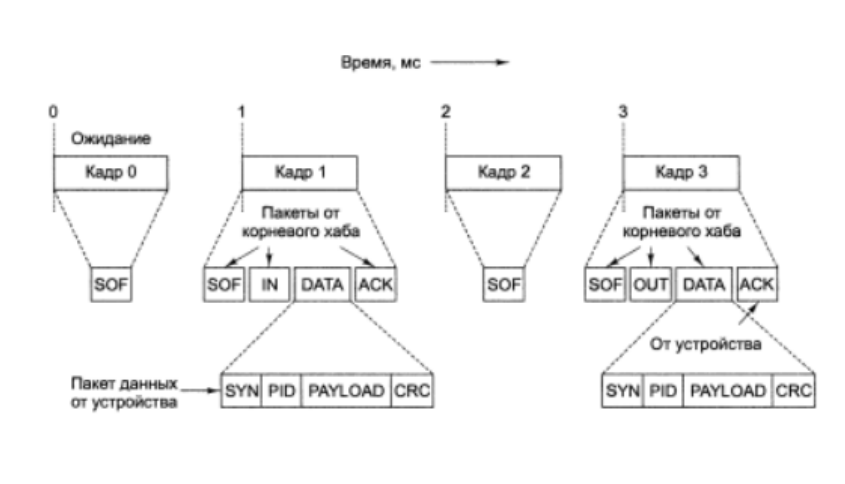 Время, мс
0 1 2 3
Ожидание
Кадр 0 Кадр 1 Кадр 2 Кадр 3
Пакеты от
корневого хаба
Пакеты от
корневого хаба
SOF
SOF IN DATA ACK
SOF
SOF OUT DATA ACK
От устройства
Пакет данных
от устройства
SYN PID PAYLOAD CRC
SYN PID PAYLOAD CRC